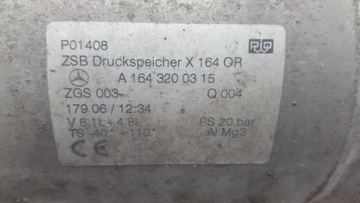 P01408
ZSB Druckspeicher X 164 QR
A 164 320 03 15
ZGS 003 Q 004
179 06 / 12:34
V 8.1L+4.8L PS 20 bar
TS -40° +110° Al Mg3
CE